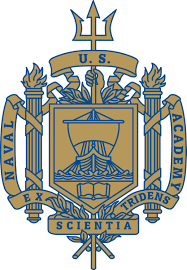 U. S.
NAVAL
ACADEMY
EX
TRIDENS
SCIENTIA